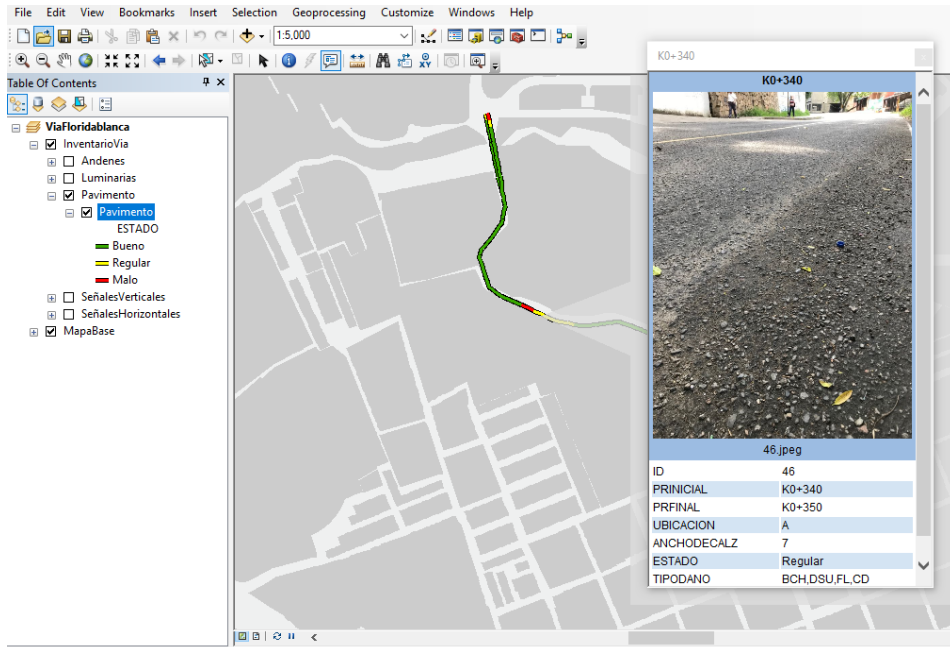 File Edit View Bookmarks Insert Selection Geoprocessing Customize Windows Help
1:5,000
Table Of Contents
ViaFloridablanca
InventarioVia
Andenes
Luminarias
Pavimento
Pavimento
ESTADO
Bueno
Regular
Malo
SeñalesVerticales
SeñalesHorizontales
MapaBase
K0+340
K0+340
46.jpeg
ID 46
PRINICIAL K0+340
PRFINAL K0+350
UBICACION A
ANCHODECALZ 7
ESTADO Regular
TIPODANO BCH,DSU,FL,CD